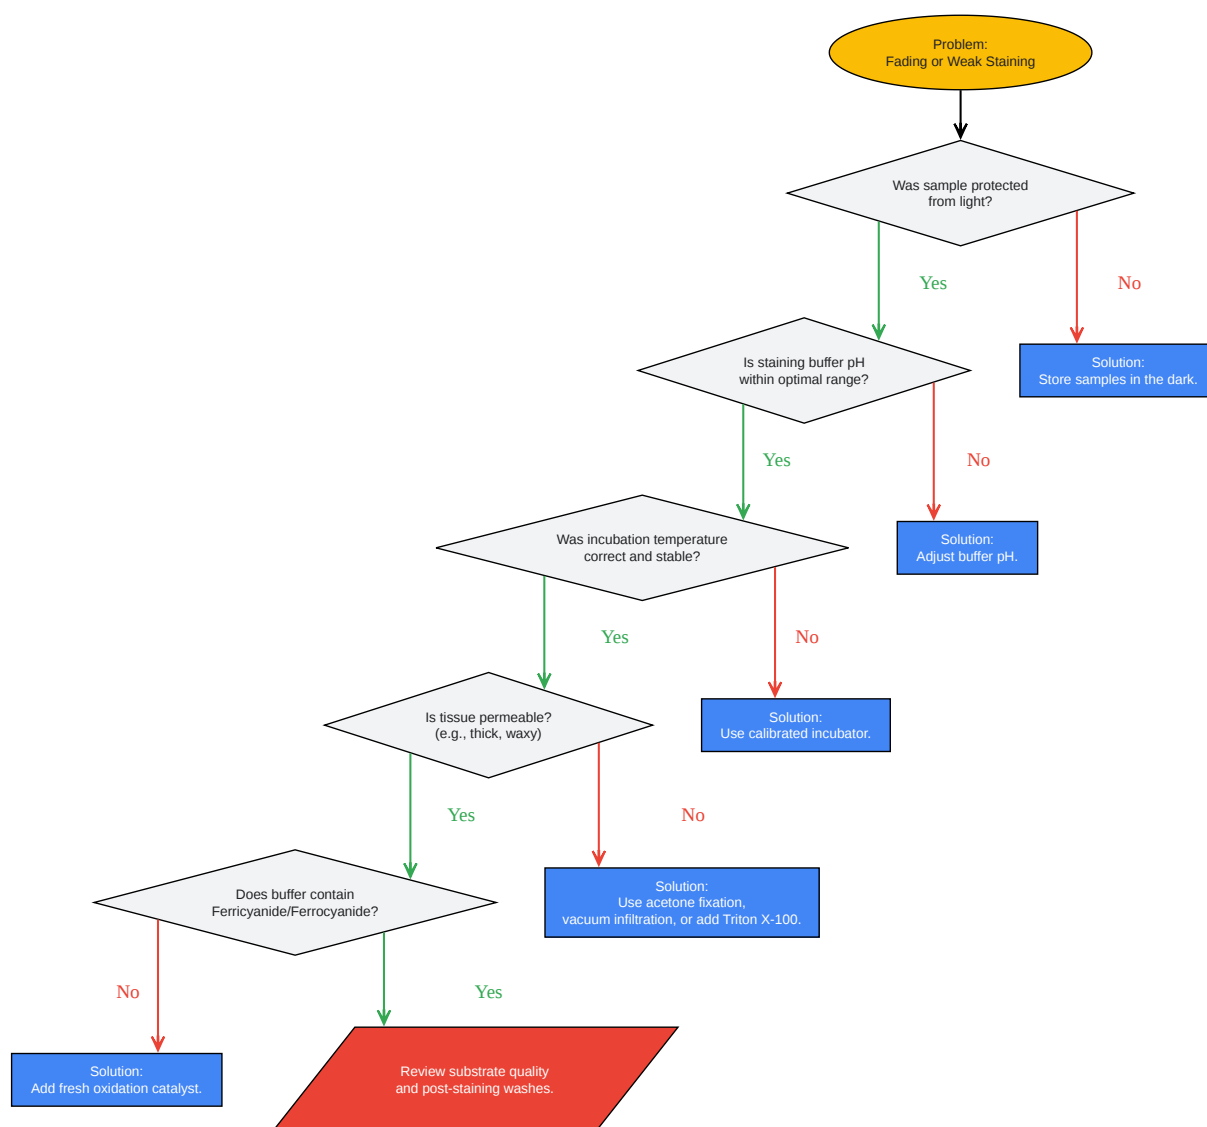 Problem:
Fading or Weak Staining
Was sample protected
from light?
Yes
No
Is staining buffer pH
within optimal range?
Solution:
Store samples in the dark.
Yes
No
Was incubation temperature
correct and stable?
Solution:
Adjust buffer pH.
Yes
No
Is tissue permeable?
(e.g., thick, waxy)
Solution:
Use calibrated incubator.
Yes
No
Does buffer contain
Ferricyanide/Ferrocyanide?
Solution:
Use acetone fixation,
vacuum infiltration, or add Triton X-100.
No
Yes
Solution:
Add fresh oxidation catalyst.
Review substrate quality
and post-staining washes.